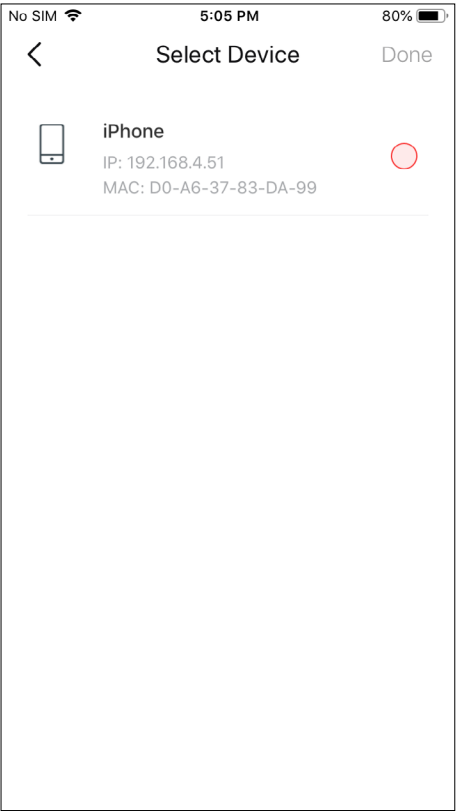 No SIM 5:05 PM 80%
Select Device Done
iPhone
IP: 192.168.4.51
MAC: D0-A6-37-83-DA-99